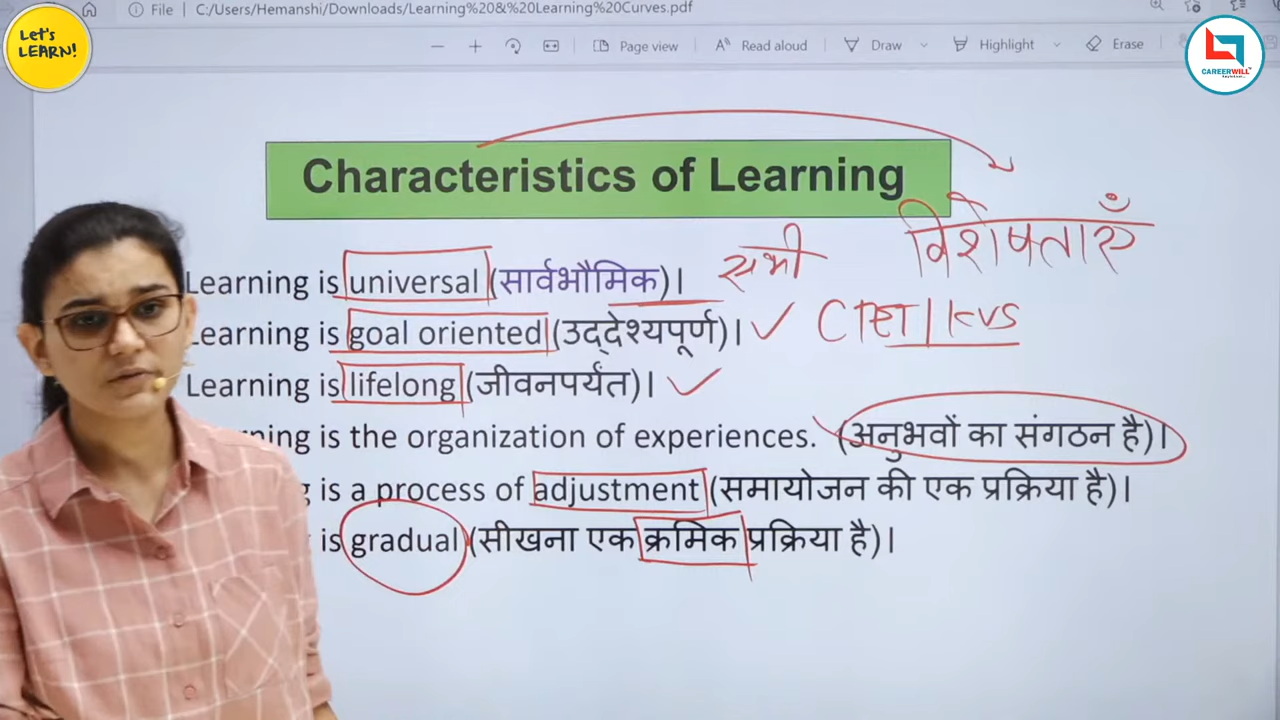 Let's
LEARN!
File | C:/Users/Hemanshi/Downloads/Learning%20&%20Learning%20Curves.pdf
Page view Read aloud Draw Highlight Erase
CAREERWILL
Characteristics of Learning
विशेषताएँ
Learning is universal (सार्वभौमिक)। सभी
Learning is goal oriented (उद्देश्यपूर्ण)। ✓ CTET | KVS
Learning is lifelong (जीवनपर्यंत)। ✓
ning is the organization of experiences. (अनुभवों का संगठन है)।
is a process of adjustment (समायोजन की एक प्रक्रिया है)।
is gradual (सीखना एक क्रमिक प्रक्रिया है)।